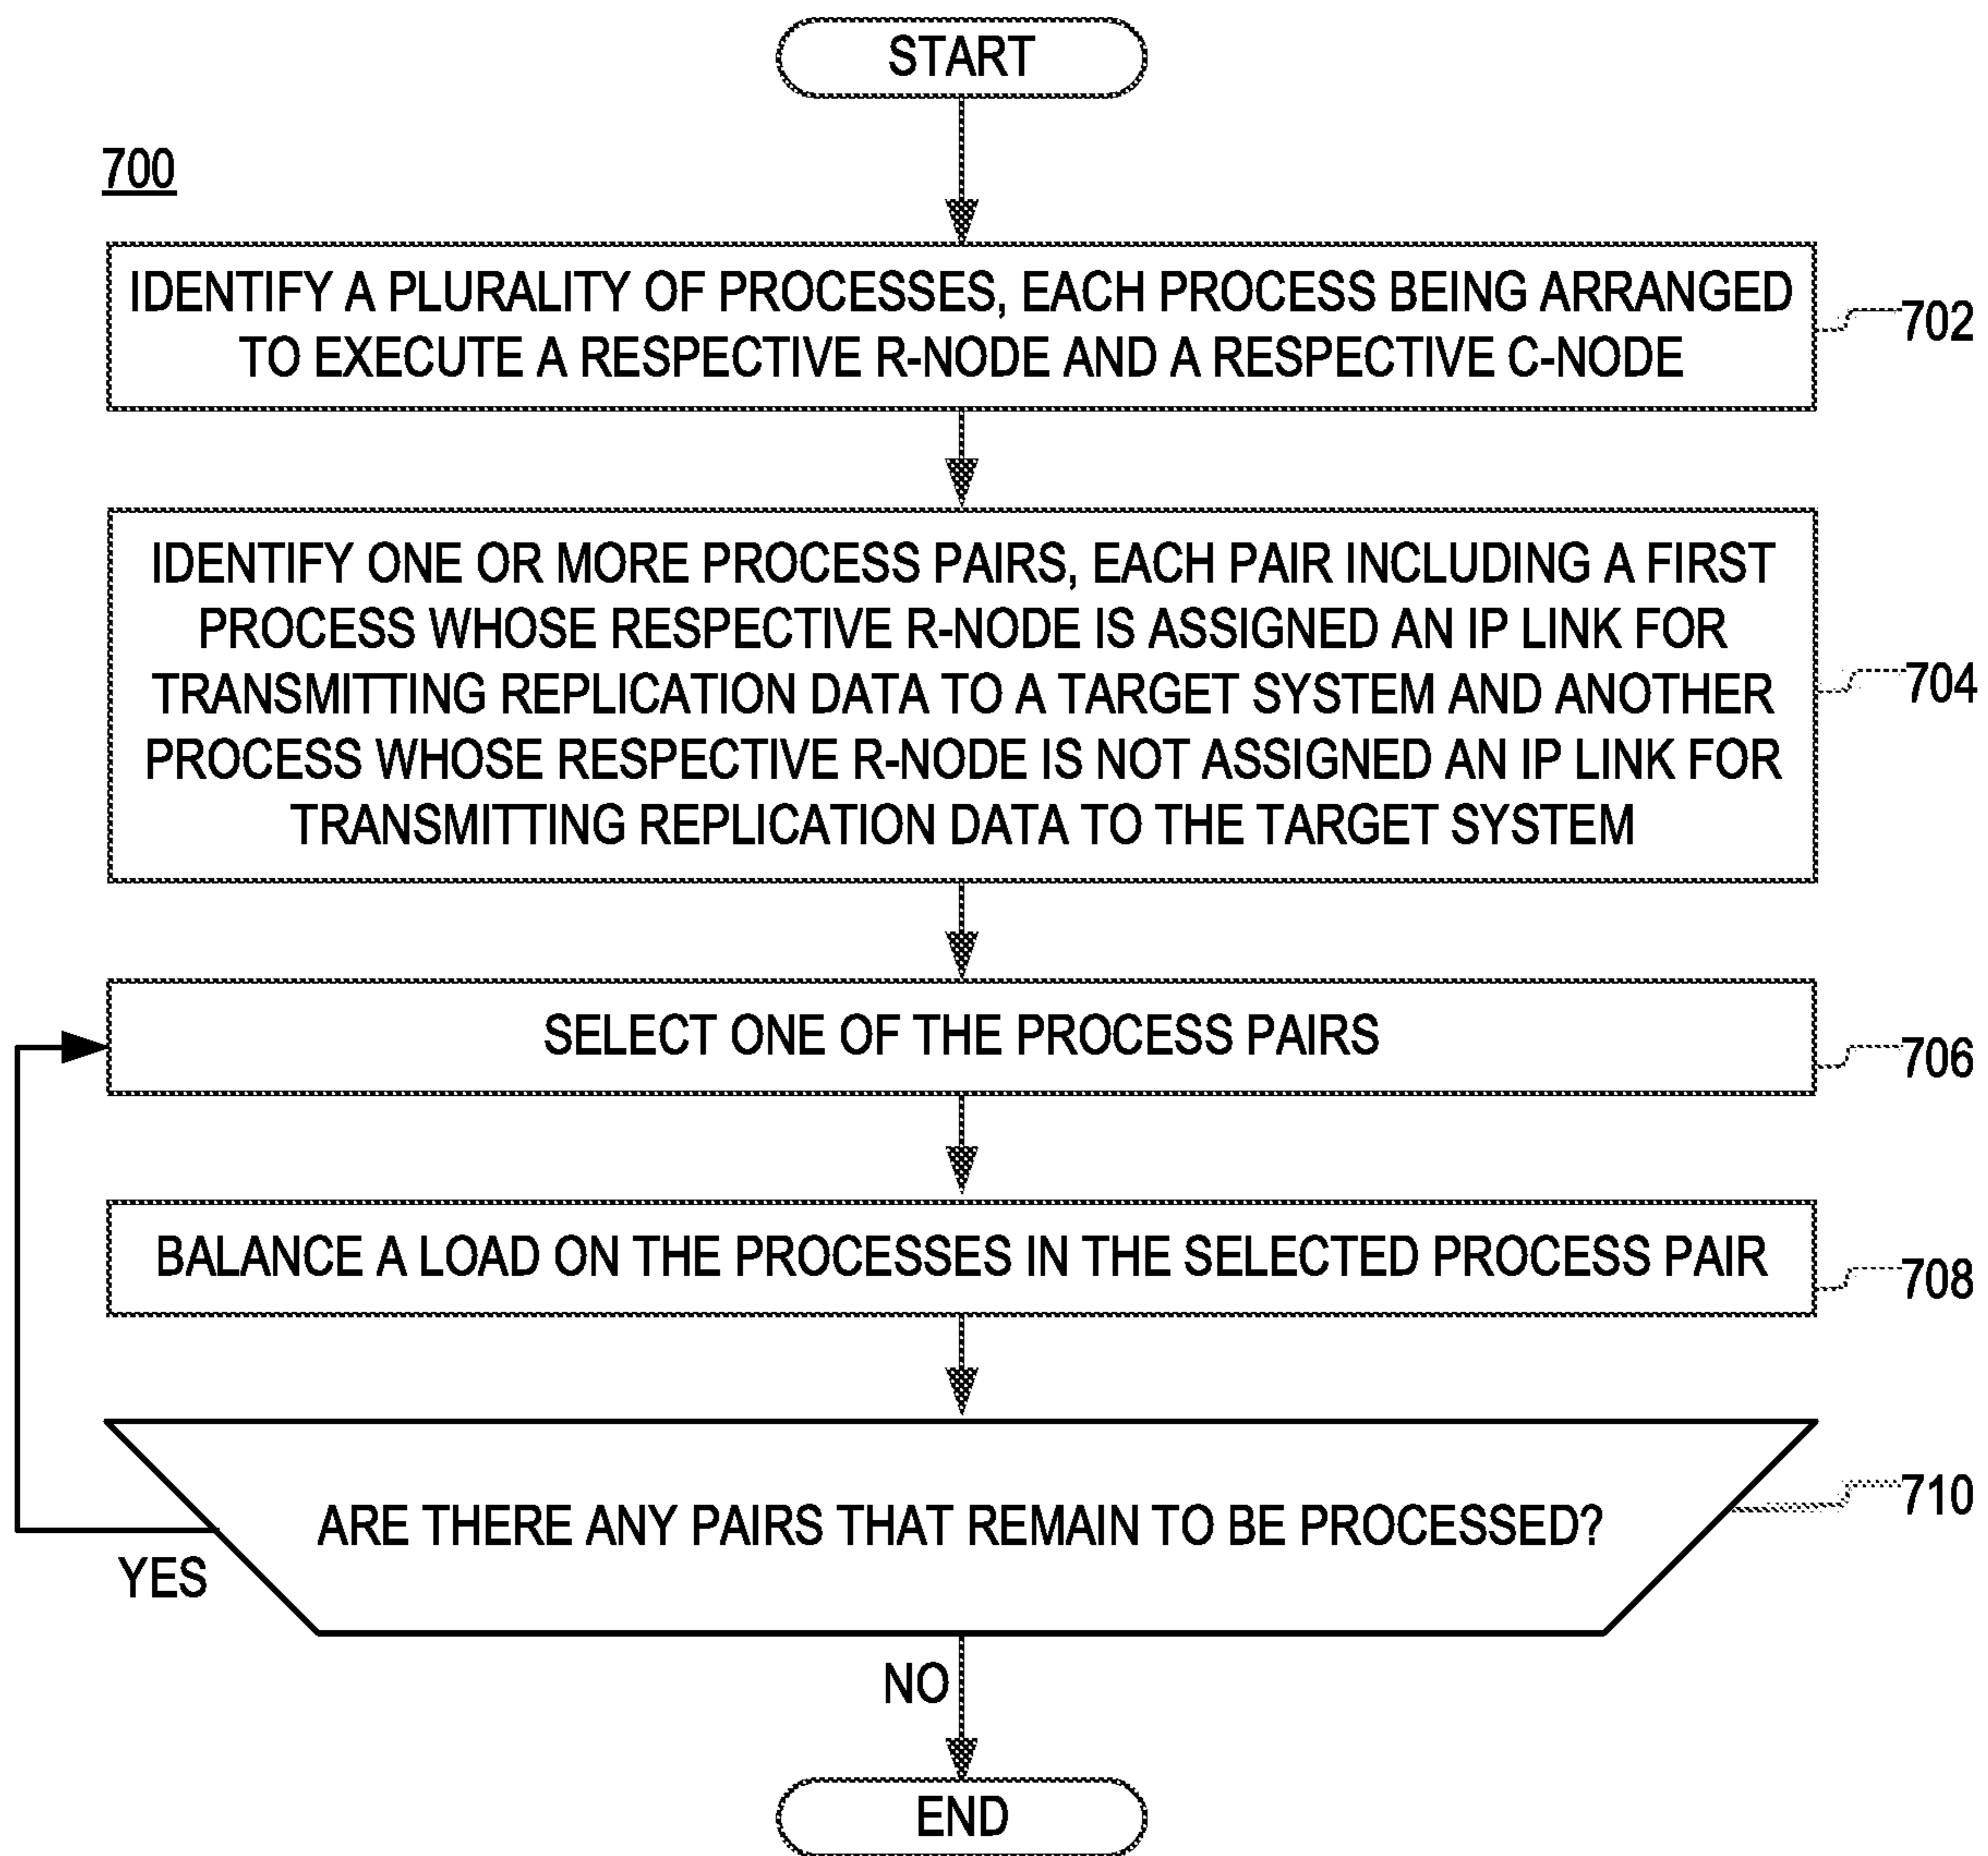 START
700
IDENTIFY A PLURALITY OF PROCESSES, EACH PROCESS BEING ARRANGED
TO EXECUTE A RESPECTIVE R-NODE AND A RESPECTIVE C-NODE
702
IDENTIFY ONE OR MORE PROCESS PAIRS, EACH PAIR INCLUDING A FIRST
PROCESS WHOSE RESPECTIVE R-NODE IS ASSIGNED AN IP LINK FOR
TRANSMITTING REPLICATION DATA TO A TARGET SYSTEM AND ANOTHER
PROCESS WHOSE RESPECTIVE R-NODE IS NOT ASSIGNED AN IP LINK FOR
TRANSMITTING REPLICATION DATA TO THE TARGET SYSTEM
704
SELECT ONE OF THE PROCESS PAIRS
706
BALANCE A LOAD ON THE PROCESSES IN THE SELECTED PROCESS PAIR
708
ARE THERE ANY PAIRS THAT REMAIN TO BE PROCESSED?
710
YES
NO
END